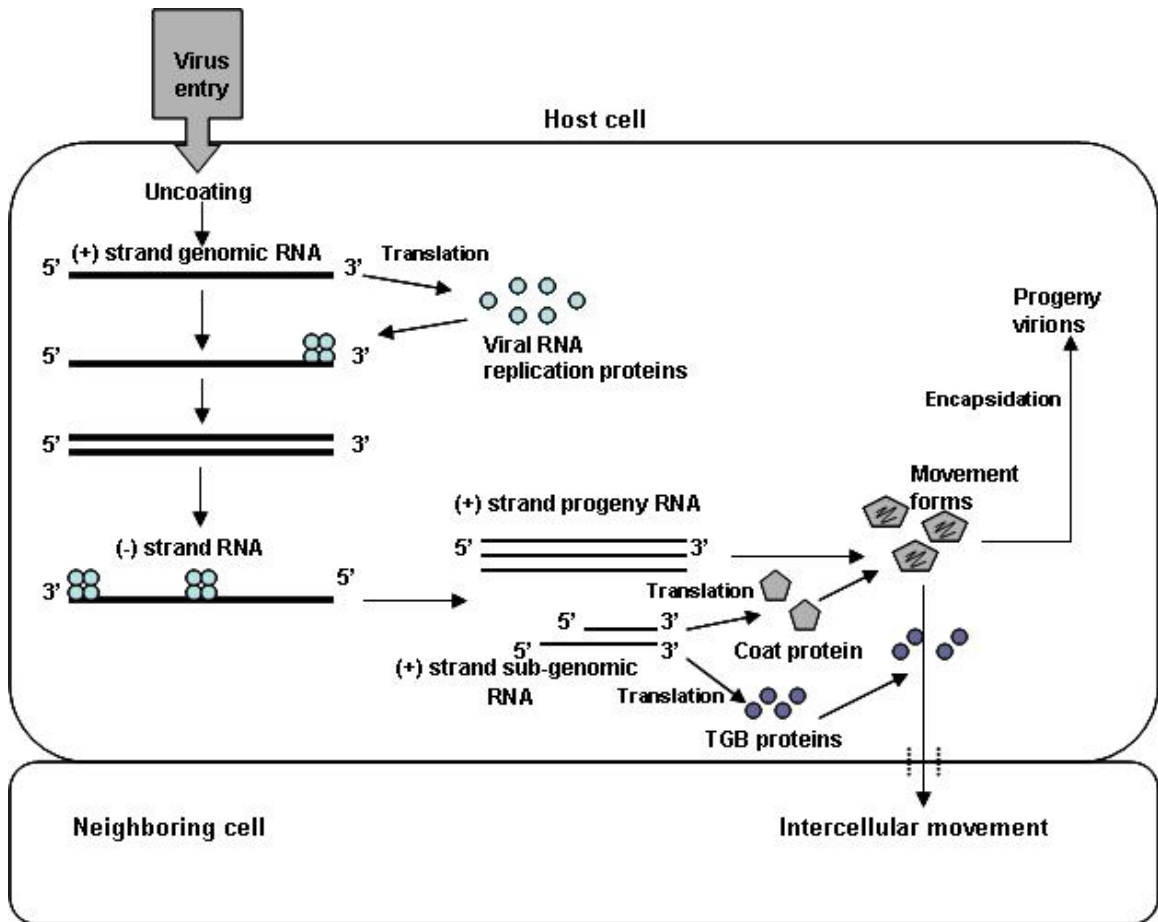 Virus
entry
Host cell
Uncoating
(+) strand genomic RNA
5’
3’
Translation
Viral RNA
replication proteins
5’
3’
5’
3’
(-) strand RNA
3’
5’
(+) strand progeny RNA
5’
3’
Translation
5’
3’
5’
3’
(+) strand sub-genomic
RNA
Translation
Coat protein
TGB proteins
Movement
forms
Encapsidation
Progeny
virions
Neighboring cell
Intercellular movement